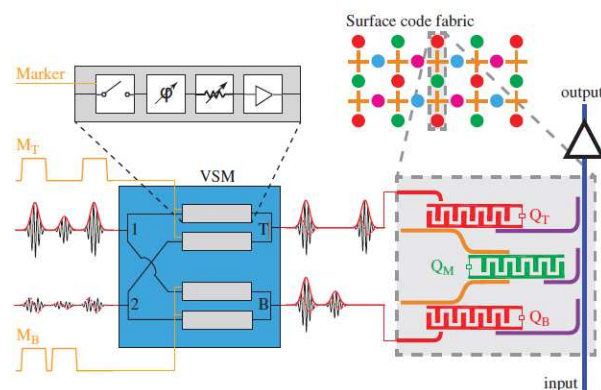 Surface code fabric
Marker
φ
output
M_T
VSM
1
T
Q_T
Q_M
2
B
Q_B
M_B
input